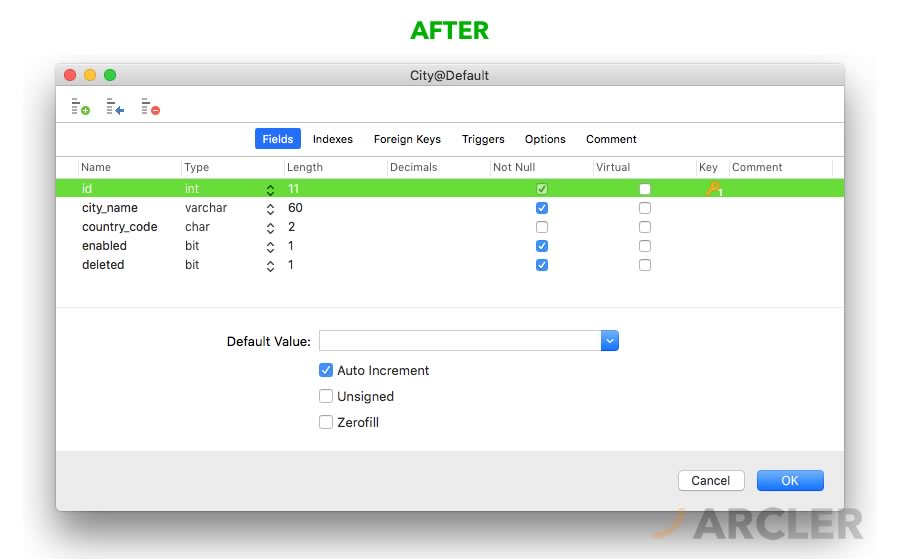 AFTER
City@Default
Fields Indexes Foreign Keys Triggers Options Comment
Name Type Length Decimals Not Null Virtual Key Comment
id int 11 1
city_name varchar 60
country_code char 2
enabled bit 1
deleted bit 1
Default Value:
Auto Increment
Unsigned
Zerofill
Cancel OK
ARCLER